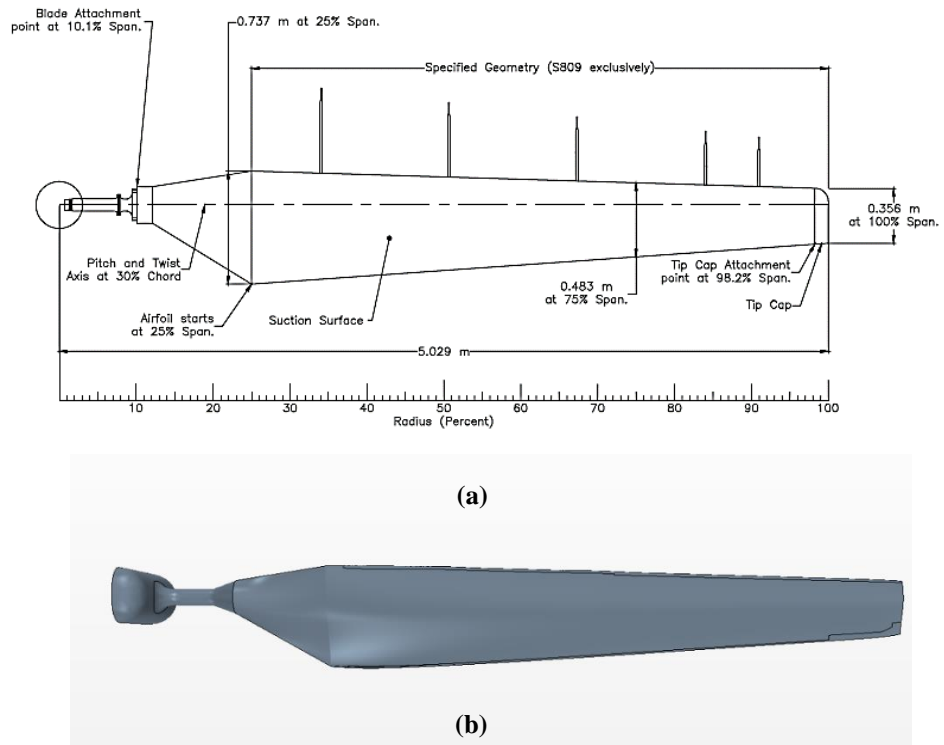 Blade Attachment
point at 10.1% Span.
0.737 m at 25% Span.
Specified Geometry (S809 exclusively)
0.356 m
at 100% Span.
Pitch and Twist
Axis at 30% Chord
Tip Cap Attachment
point at 98.2% Span.
0.483 m
at 75% Span.
Tip Cap
Airfoil starts
at 25% Span.
Suction Surface
5.029 m
10 20 30 40 50 60 70 80 90 100
Radius (Percent)
(a)
(b)